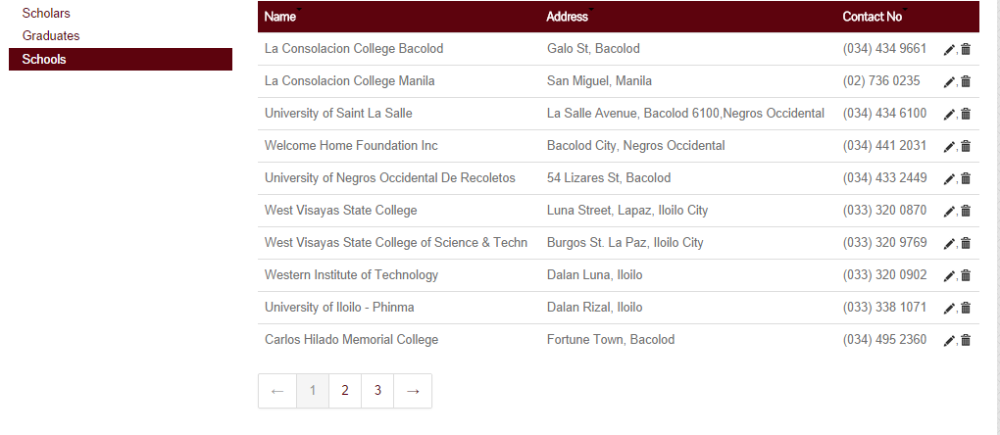 Scholars
Graduates
Schools
Name Address Contact No
La Consolacion College Bacolod Galo St, Bacolod (034) 434 9661
La Consolacion College Manila San Miguel, Manila (02) 736 0235
University of Saint La Salle La Salle Avenue, Bacolod 6100,Negros Occidental (034) 434 6100
Welcome Home Foundation Inc Bacolod City, Negros Occidental (034) 441 2031
University of Negros Occidental De Recoletos 54 Lizares St, Bacolod (034) 433 2449
West Visayas State College Luna Street, Lapaz, Iloilo City (033) 320 0870
West Visayas State College of Science & Techn Burgos St. La Paz, Iloilo City (033) 320 9769
Western Institute of Technology Dalan Luna, Iloilo (033) 320 0902
University of Iloilo - Phinma Dalan Rizal, Iloilo (033) 338 1071
Carlos Hilado Memorial College Fortune Town, Bacolod (034) 495 2360
← 1 2 3 →